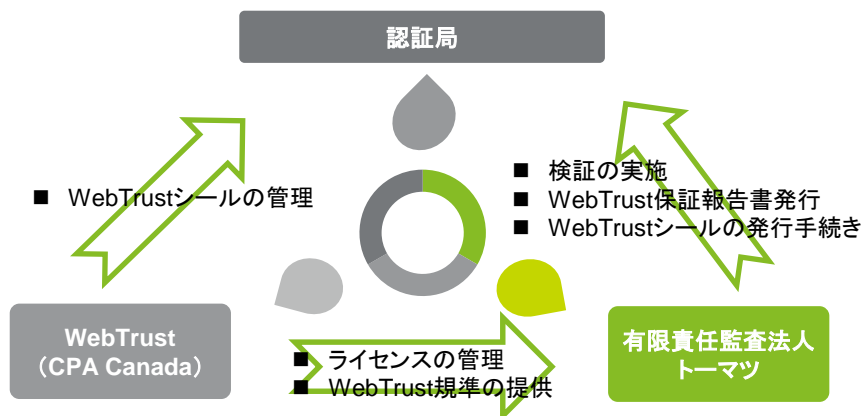 認証局
■ WebTrustシールの管理
■ 検証の実施
■ WebTrust保証報告書発行
■ WebTrustシールの発行手続き
WebTrust
（CPA Canada）
■ ライセンスの管理
■ WebTrust規準の提供
有限責任監査法人
トーマツ